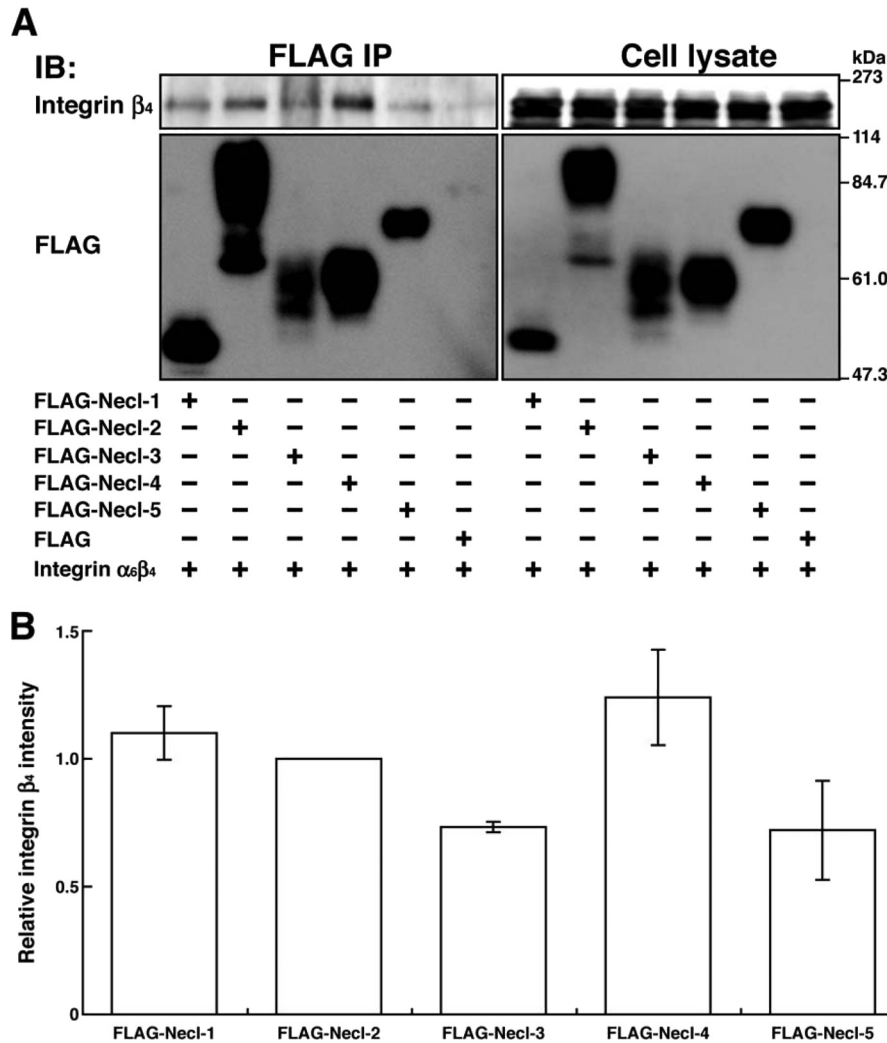 A
FLAG IP Cell lysate kDa
IB:
273
Integrin β4
114
84.7
FLAG
61.0
47.3
FLAG-Necl-1 + − − − − − + − − − − −
FLAG-Necl-2 − + − − − − − + − − − −
FLAG-Necl-3 − − + − − − − − + − − −
FLAG-Necl-4 − − − + − − − − − + − −
FLAG-Necl-5 − − − − + − − − − − + −
FLAG − − − − − + − − − − − +
Integrin α6β4 + + + + + + + + + + + +
B
Relative integrin β4 intensity
1.5
1.0
0.5
0
FLAG-Necl-1 FLAG-Necl-2 FLAG-Necl-3 FLAG-Necl-4 FLAG-Necl-5